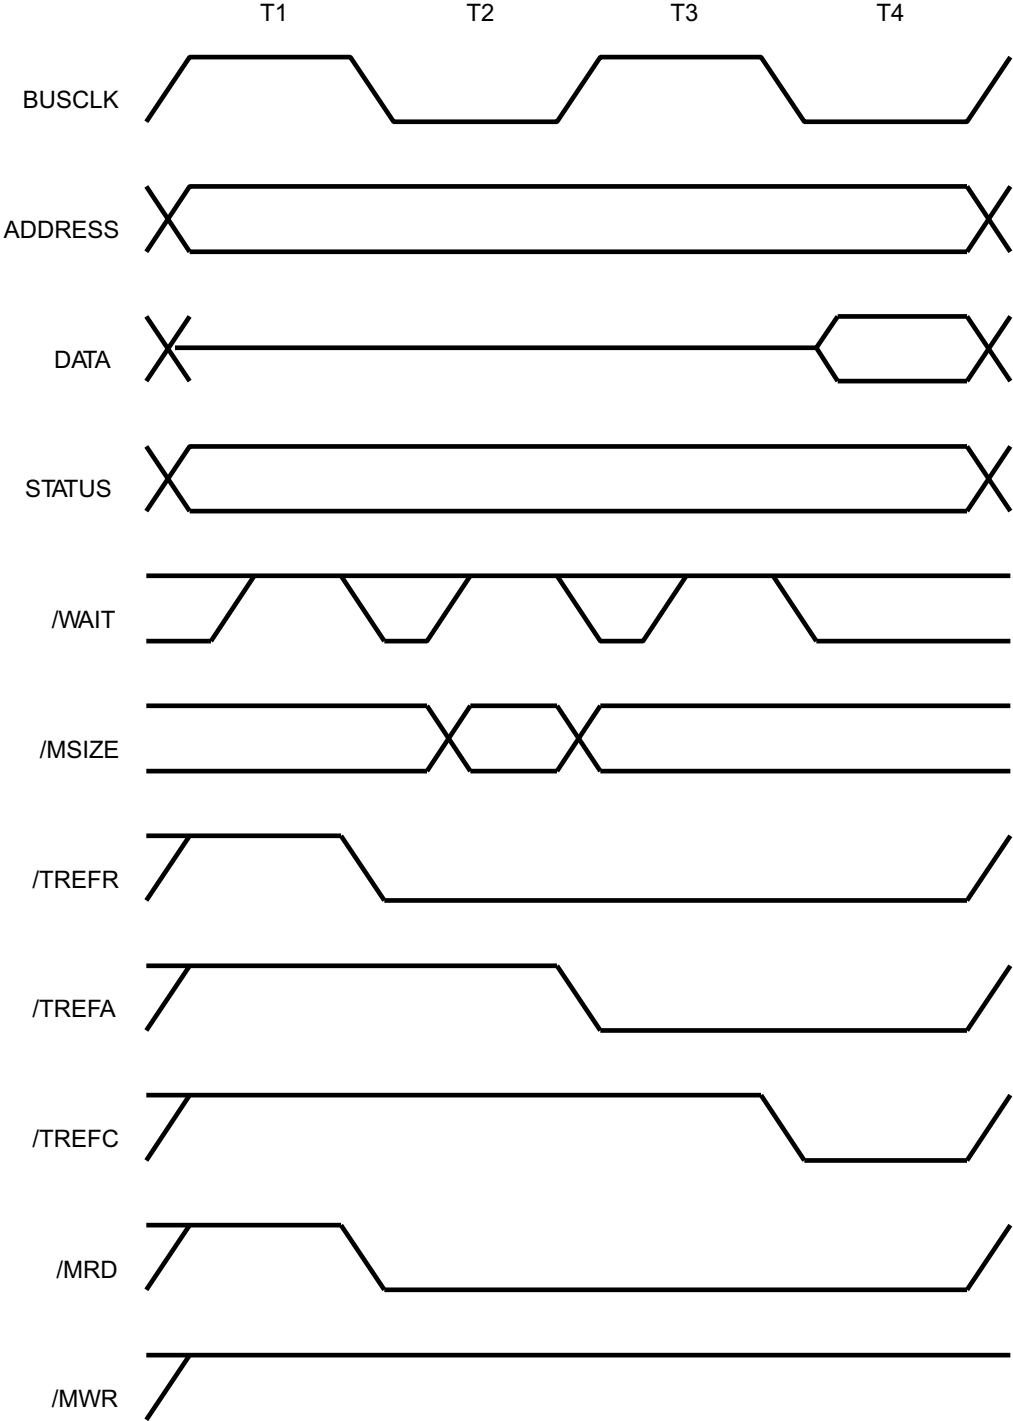 T1 T2 T3 T4
BUSCLK
ADDRESS
DATA
STATUS
/WAIT
/MSIZE
/TREFR
/TREFA
/TREFC
/MRD
/MWR